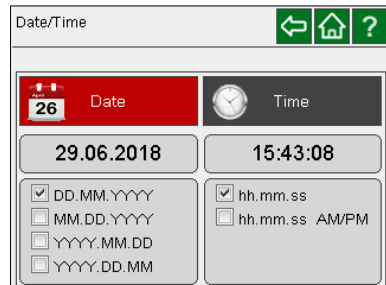 Date/Time
?
April
26
Date
Time
29.06.2018
15:43:08
DD.MM.YYYY
MM.DD.YYYY
YYYY.MM.DD
YYYY.DD.MM
hh.mm.ss
hh.mm.ss AM/PM